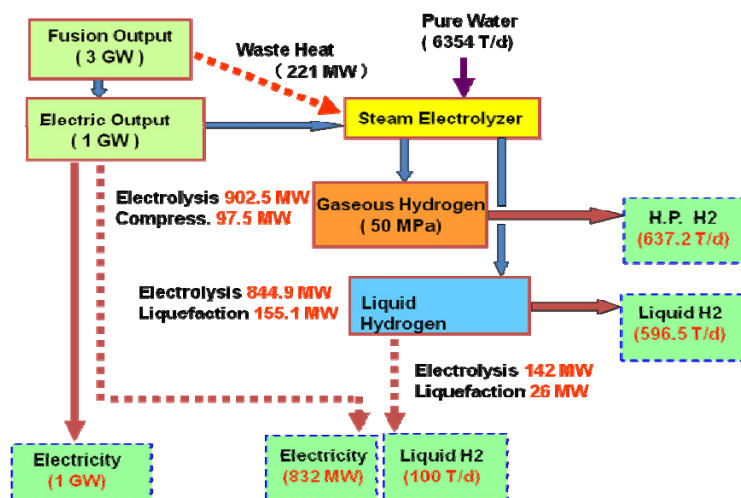 Fusion Output
( 3 GW )
Waste Heat
( 221 MW)
Pure Water
( 6354 T/d)
Electric Output
( 1 GW )
Steam Electrolyzer
Electrolysis 902.5 MW
Compress. 97.5 MW
Gaseous Hydrogen
( 50 MPa)
H.P. H2
(637.2 T/d)
Electrolysis 844.9 MW
Liquefaction 155.1 MW
Liquid
Hydrogen
Liquid H2
(596.5 T/d)
Electrolysis 142 MW
Liquefaction 26 MW
Electricity
(1 GW)
Electricity
(832 MW)
Liquid H2
(100 T/d)